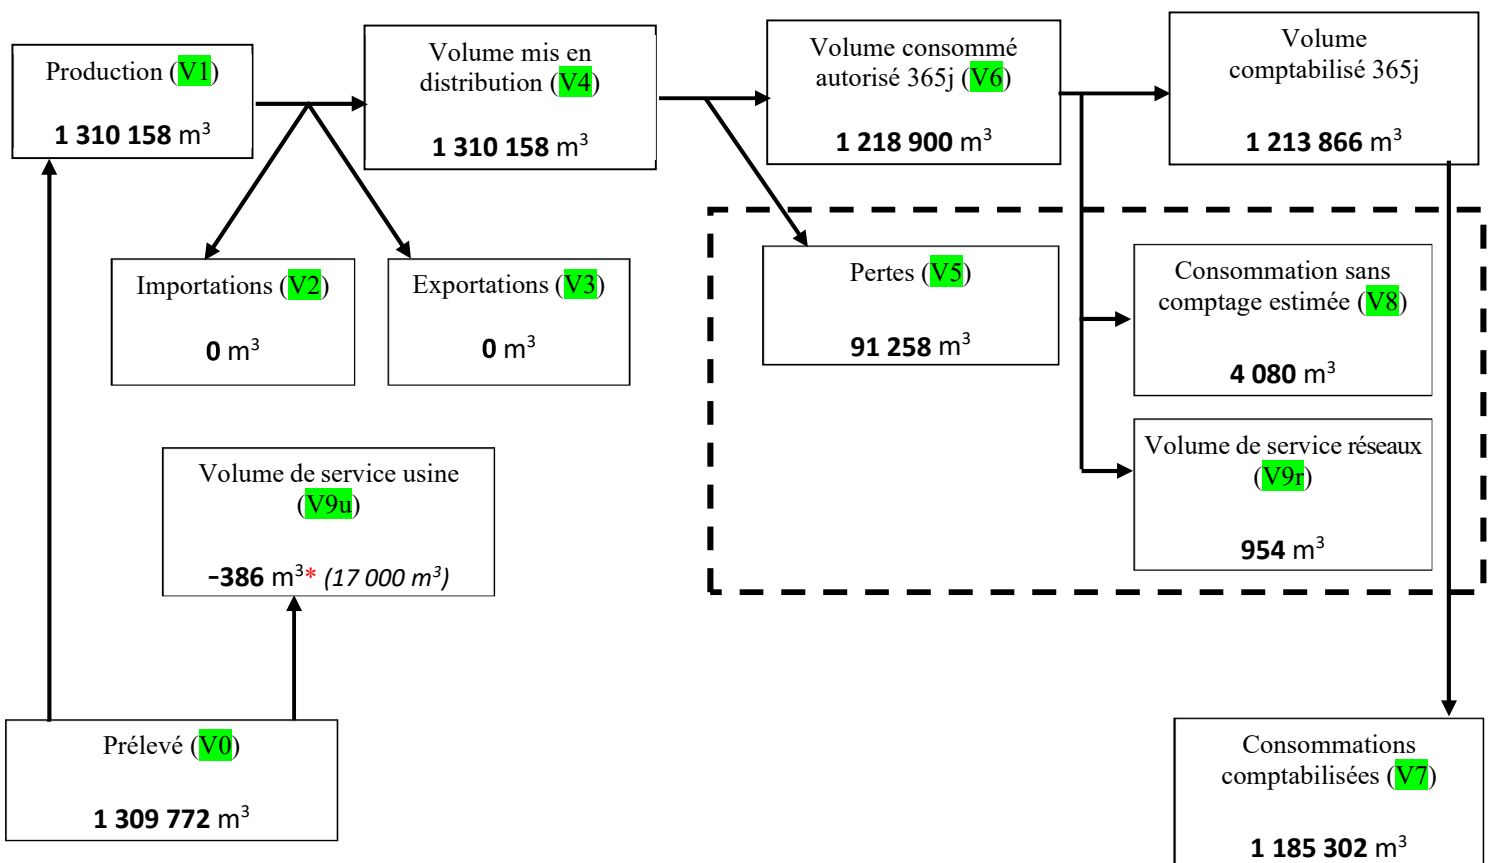 Production (V1)
1 310 158 m³
Volume mis en
distribution (V4)
1 310 158 m³
Volume consommé
autorisé 365j (V6)
1 218 900 m³
Volume
comptabilisé 365j
1 213 866 m³
Importations (V2)
0 m³
Exportations (V3)
0 m³
Pertes (V5)
91 258 m³
Consommation sans
comptage estimée (V8)
4 080 m³
Volume de service réseaux
(V9r)
954 m³
Volume de service usine
(V9u)
-386 m³* (17 000 m³)
Prélevé (V0)
1 309 772 m³
Consommations
comptabilisées (V7)
1 185 302 m³